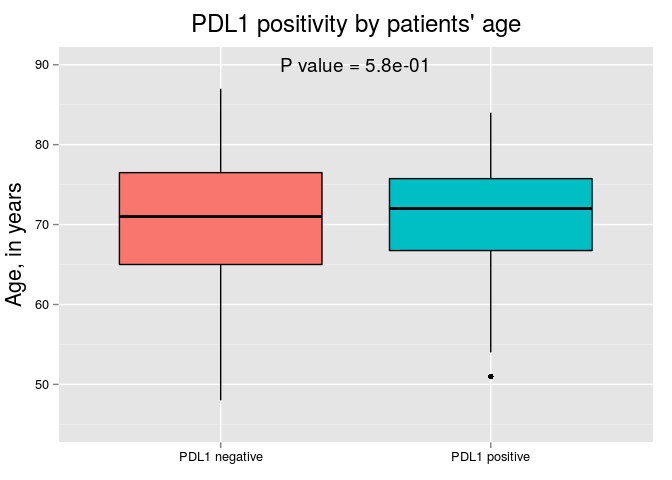 PDL1 positivity by patients' age
P value = 5.8e-01
Age, in years
90
80
70
60
50
PDL1 negative
PDL1 positive